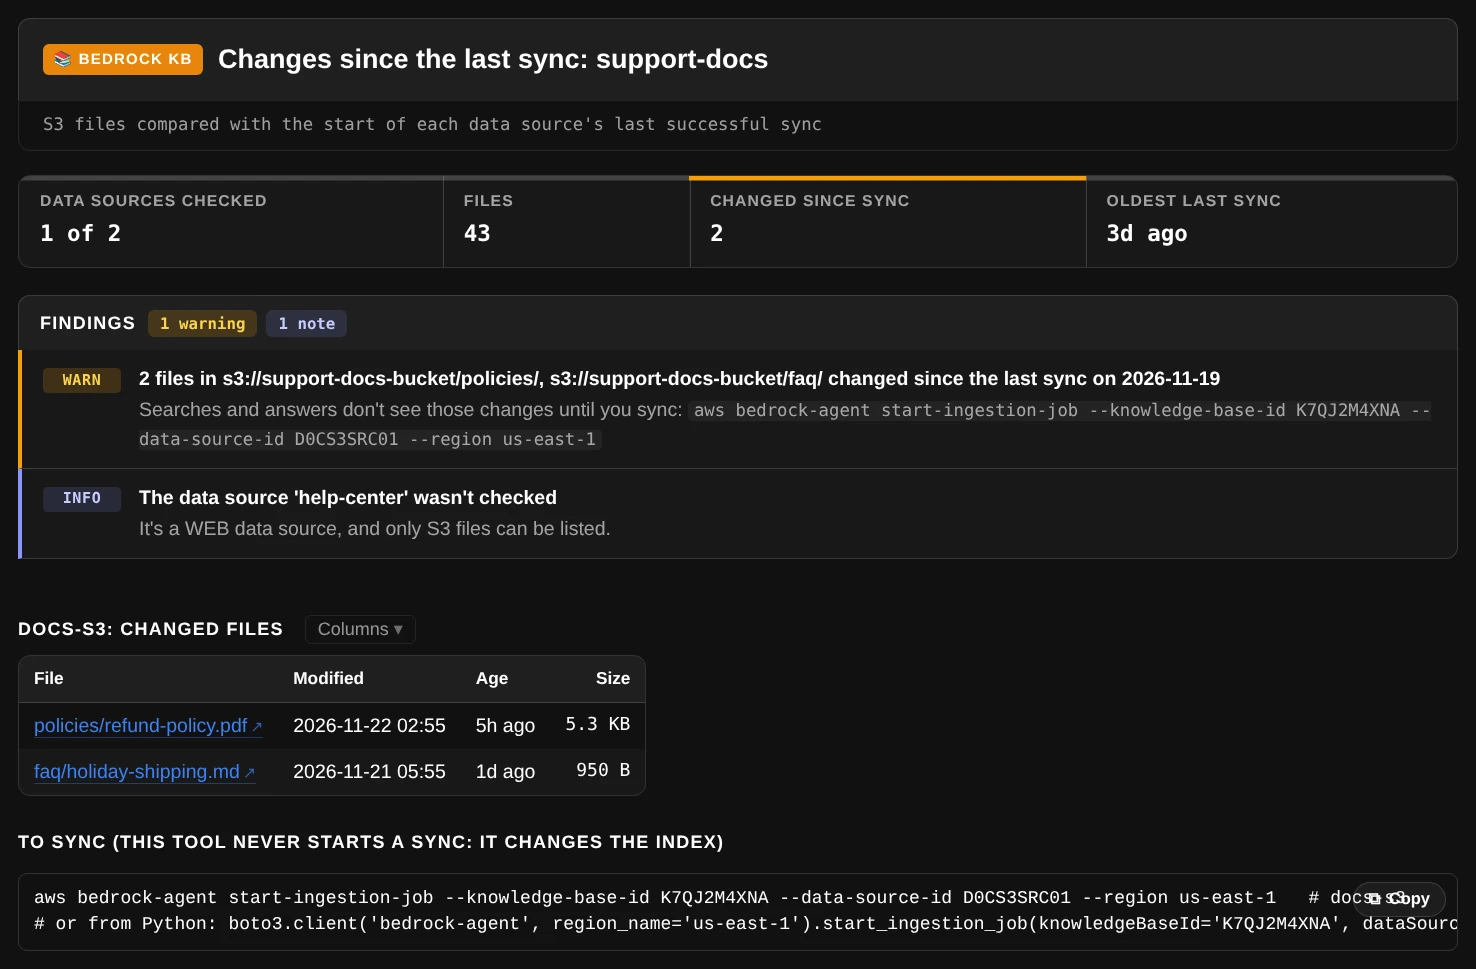 BEDROCK KB
Changes since the last sync: support-docs
S3 files compared with the start of each data source's last successful sync
DATA SOURCES CHECKED
1 of 2
FILES
43
CHANGED SINCE SYNC
2
OLDEST LAST SYNC
3d ago
FINDINGS
1 warning
1 note
WARN
2 files in s3://support-docs-bucket/policies/, s3://support-docs-bucket/faq/ changed since the last sync on 2026-11-19
Searches and answers don't see those changes until you sync: aws bedrock-agent start-ingestion-job --knowledge-base-id K7QJ2M4XNA --
data-source-id D0CS3SRC01 --region us-east-1
INFO
The data source 'help-center' wasn't checked
It's a WEB data source, and only S3 files can be listed.
DOCS-S3: CHANGED FILES
Columns ▾
File Modified Age Size
policies/refund-policy.pdf ↗ 2026-11-22 02:55 5h ago 5.3 KB
faq/holiday-shipping.md ↗ 2026-11-21 05:55 1d ago 950 B
TO SYNC (THIS TOOL NEVER STARTS A SYNC: IT CHANGES THE INDEX)
aws bedrock-agent start-ingestion-job --knowledge-base-id K7QJ2M4XNA --data-source-id D0CS3SRC01 --region us-east-1 #
Copy
# or from Python: boto3.client('bedrock-agent', region_name='us-east-1').start_ingestion_job(knowledgeBaseId='K7QJ2M4XNA', dataSourc